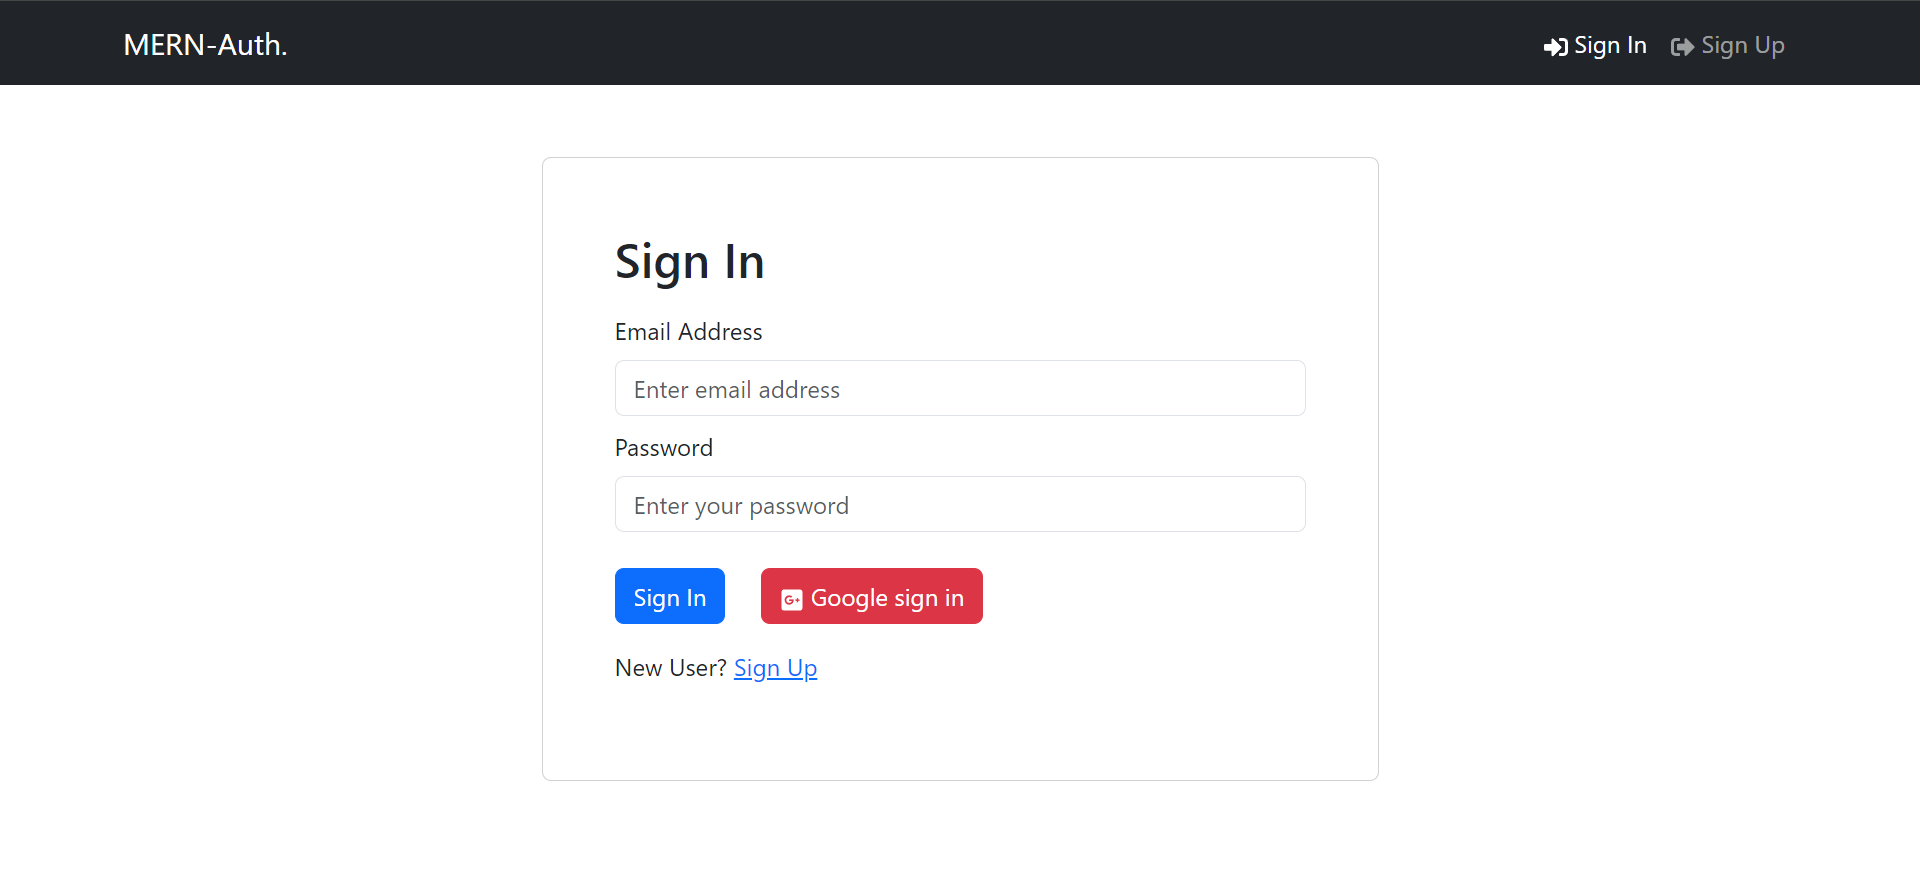 MERN-Auth.
Sign In
Sign Up
Sign In
Email Address
Enter email address
Password
Enter your password
Sign In
G+ Google sign in
New User? Sign Up